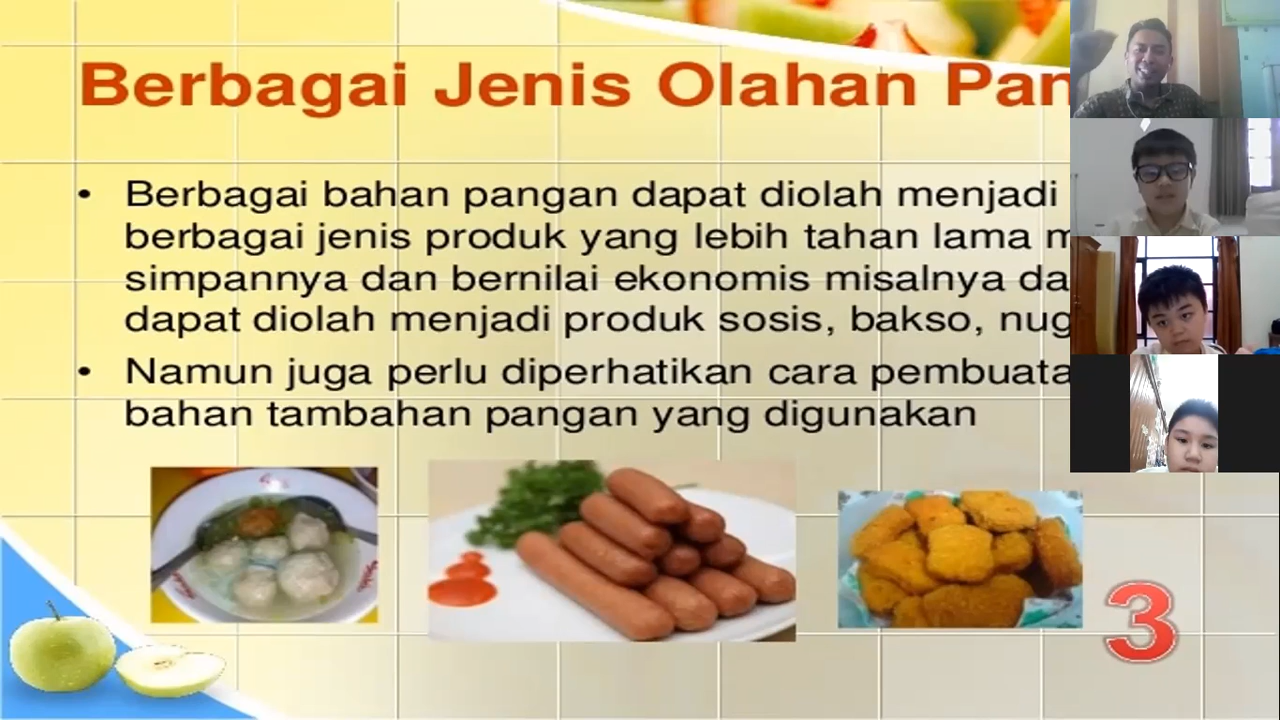 Berbagai Jenis Olahan Pan
• Berbagai bahan pangan dapat diolah menjadi
berbagai jenis produk yang lebih tahan lama m
simpannya dan bernilai ekonomis misalnya da
dapat diolah menjadi produk sosis, bakso, nug
• Namun juga perlu diperhatikan cara pembuata
bahan tambahan pangan yang digunakan
3